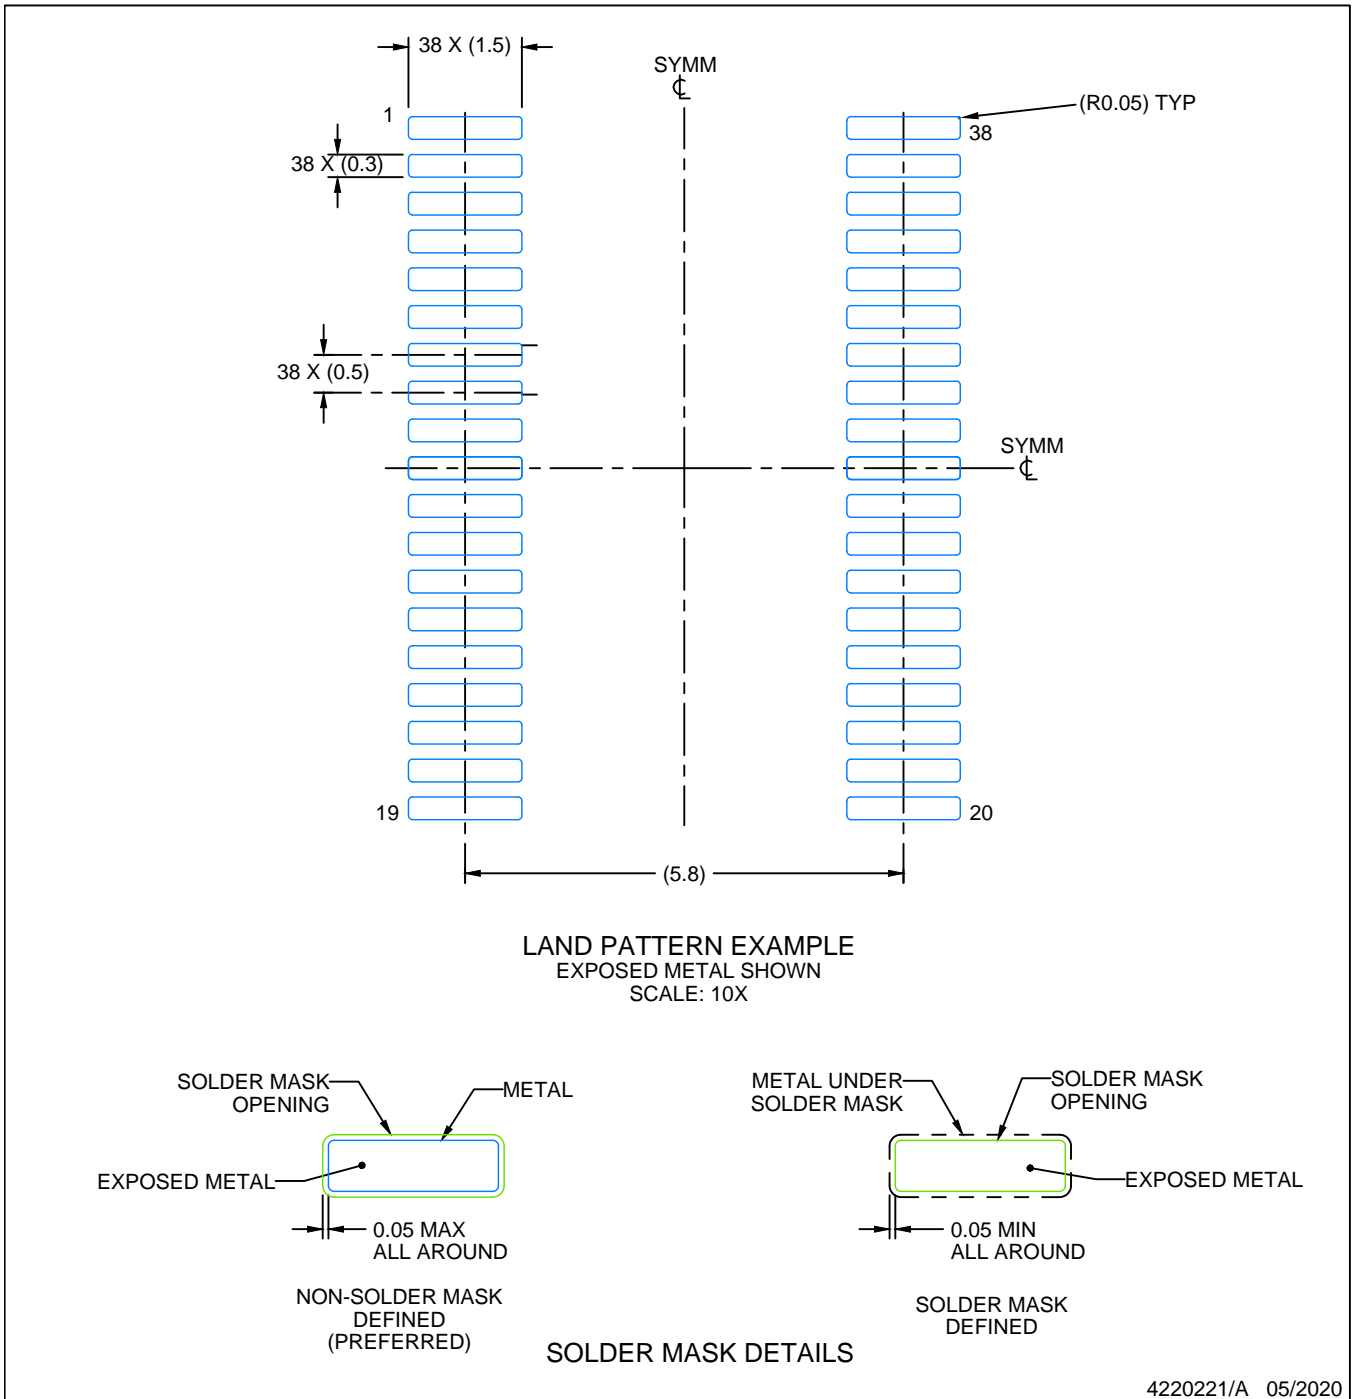 38 X (1.5)
SYMM
℄
(R0.05) TYP
1
38
38 X (0.3)
38 X (0.5)
SYMM
℄
19
20
(5.8)
LAND PATTERN EXAMPLE
EXPOSED METAL SHOWN
SCALE: 10X
SOLDER MASK
OPENING
METAL
EXPOSED METAL
0.05 MAX
ALL AROUND
NON-SOLDER MASK
DEFINED
(PREFERRED)
METAL UNDER
SOLDER MASK
SOLDER MASK
OPENING
EXPOSED METAL
0.05 MIN
ALL AROUND
SOLDER MASK
DEFINED
SOLDER MASK DETAILS
4220221/A 05/2020